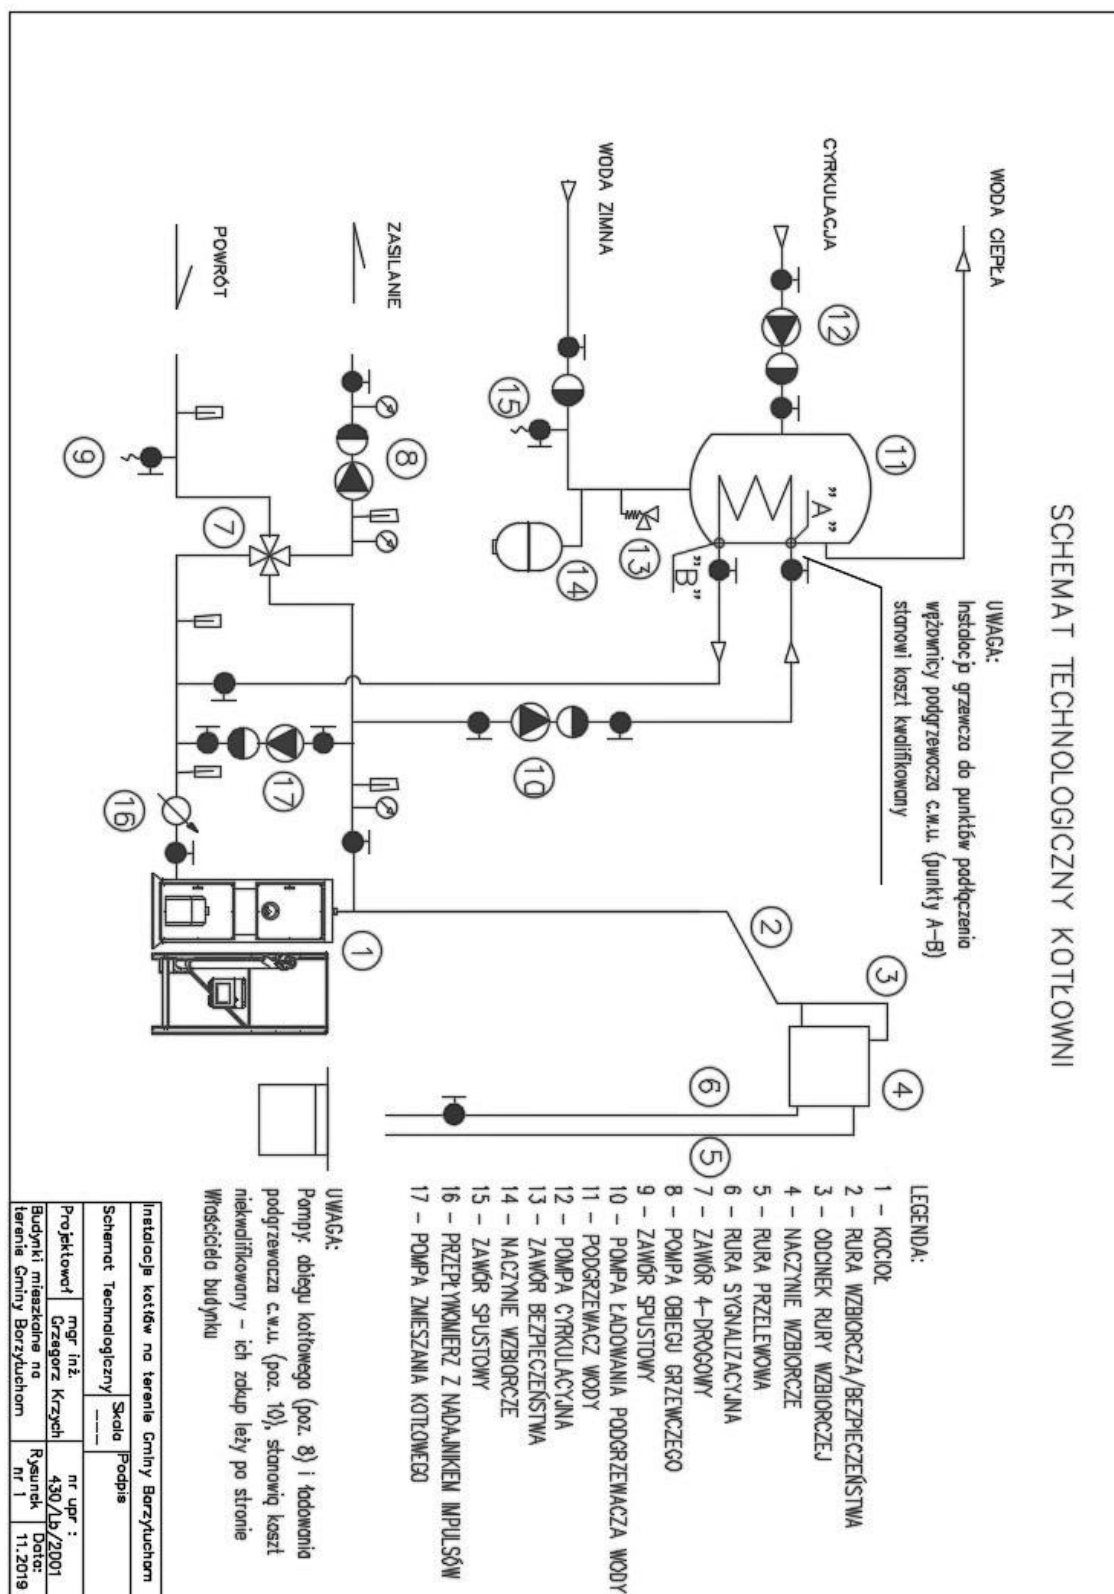 SCHEMAT TECHNOLOGICZNY KOTŁOWNI
WODA CIEPŁA
CYRKULACJA
WODA ZIMNA
ZASILANIE
POWRÓT
12
11
15
" A "
13
14
"B"
8
9
7
10
17
16
1
2
3
4
6
5
UWAGA:
Instalacja grzewcza do punktów podłączenia
wężownicy podgrzewacza c.w.u. (punkty A-B)
stanowi koszt kwalifikowany
LEGENDA:
1 - KOCIOŁ
2 - RURA WZBIORCZA/BEZPIECZEŃSTWA
3 - ODCINEK RURY WZBIORCZEJ
4 - NACZYNIE WZBIORCZE
5 - RURA PRZELEWOWA
6 - RURA SYGNALIZACYJNA
7 - ZAWÓR 4-DROGOWY
8 - POMPA OBIEGU GRZEWCZEGO
9 - ZAWÓR SPUSTOWY
10 - POMPA ŁADOWANIA PODGRZEWACZA WODY
11 - PODGRZEWACZ WODY
12 - POMPA CYRKULACYJNA
13 - ZAWÓR BEZPIECZEŃSTWA
14 - NACZYNIE WZBIORCZE
15 - ZAWÓR SPUSTOWY
16 - PRZEPŁYWOMIERZ Z NADAJNIKIEM IMPULSÓW
17 - POMPA ZMIESZANIA KOTŁOWEGO
UWAGA:
Pompy: obiegu kotłowego (poz. 8) i ładowania
podgrzewacza c.w.u. (poz. 10), stanowią koszt
niekwalifikowany - ich zakup leży po stronie
Właściciela budynku
Instalacja kotłów na terenie Gminy Borzytuchom
Schemat Technologiczny
Skala
---
Podpis
Projektował
mgr inż.
Grzegorz Krzych
nr upr :
430/Lb/2001
Budynki mieszkalne na
terenie Gminy Borzytuchom
Rysunek
nr 1
Data:
11.2019